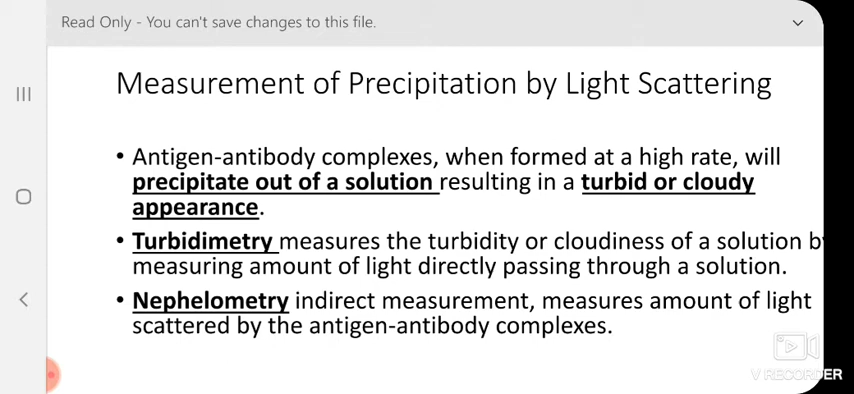 Read Only - You can't save changes to this file.
Measurement of Precipitation by Light Scattering
• Antigen-antibody complexes, when formed at a high rate, will
precipitate out of a solution resulting in a turbid or cloudy
appearance.
• Turbidimetry measures the turbidity or cloudiness of a solution
measuring amount of light directly passing through a solution.
• Nephelometry indirect measurement, measures amount of light
scattered by the antigen-antibody complexes.
V RECORDER